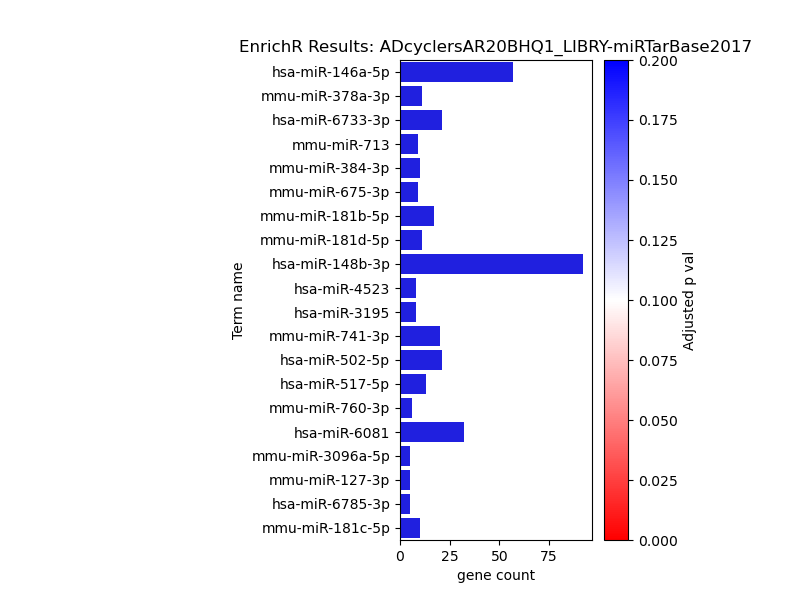 EnrichR Results: ADcyclersAR20BHQ1_LIBRY-miRTarBase2017
hsa-miR-146a-5p
mmu-miR-378a-3p
hsa-miR-6733-3p
mmu-miR-713
mmu-miR-384-3p
mmu-miR-675-3p
mmu-miR-181b-5p
mmu-miR-181d-5p
hsa-miR-148b-3p
hsa-miR-4523
hsa-miR-3195
mmu-miR-741-3p
hsa-miR-502-5p
hsa-miR-517-5p
mmu-miR-760-3p
hsa-miR-6081
mmu-miR-3096a-5p
mmu-miR-127-3p
hsa-miR-6785-3p
mmu-miR-181c-5p
Term name
0 25 50 75
gene count
0.200
0.175
0.150
0.125
0.100
0.075
0.050
0.025
0.000
Adjusted p val